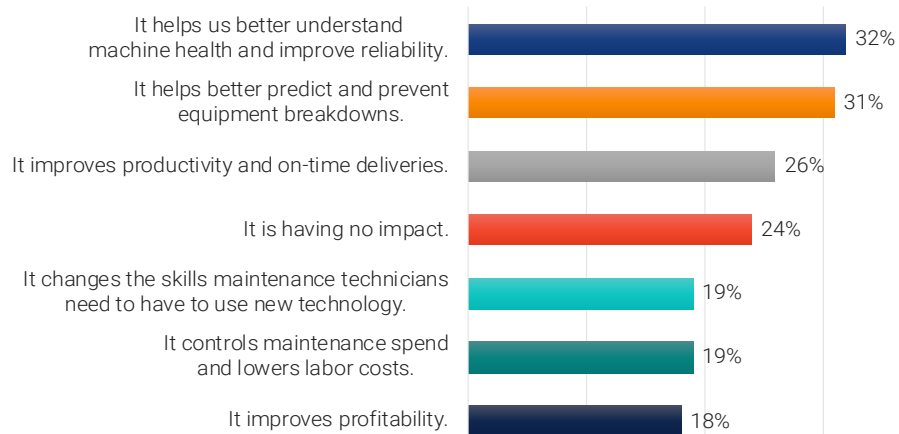 It helps us better understand
machine health and improve reliability.
32%
It helps better predict and prevent
equipment breakdowns.
31%
It improves productivity and on-time deliveries.
26%
It is having no impact.
24%
It changes the skills maintenance technicians
need to have to use new technology.
19%
It controls maintenance spend
and lowers labor costs.
19%
It improves profitability.
18%